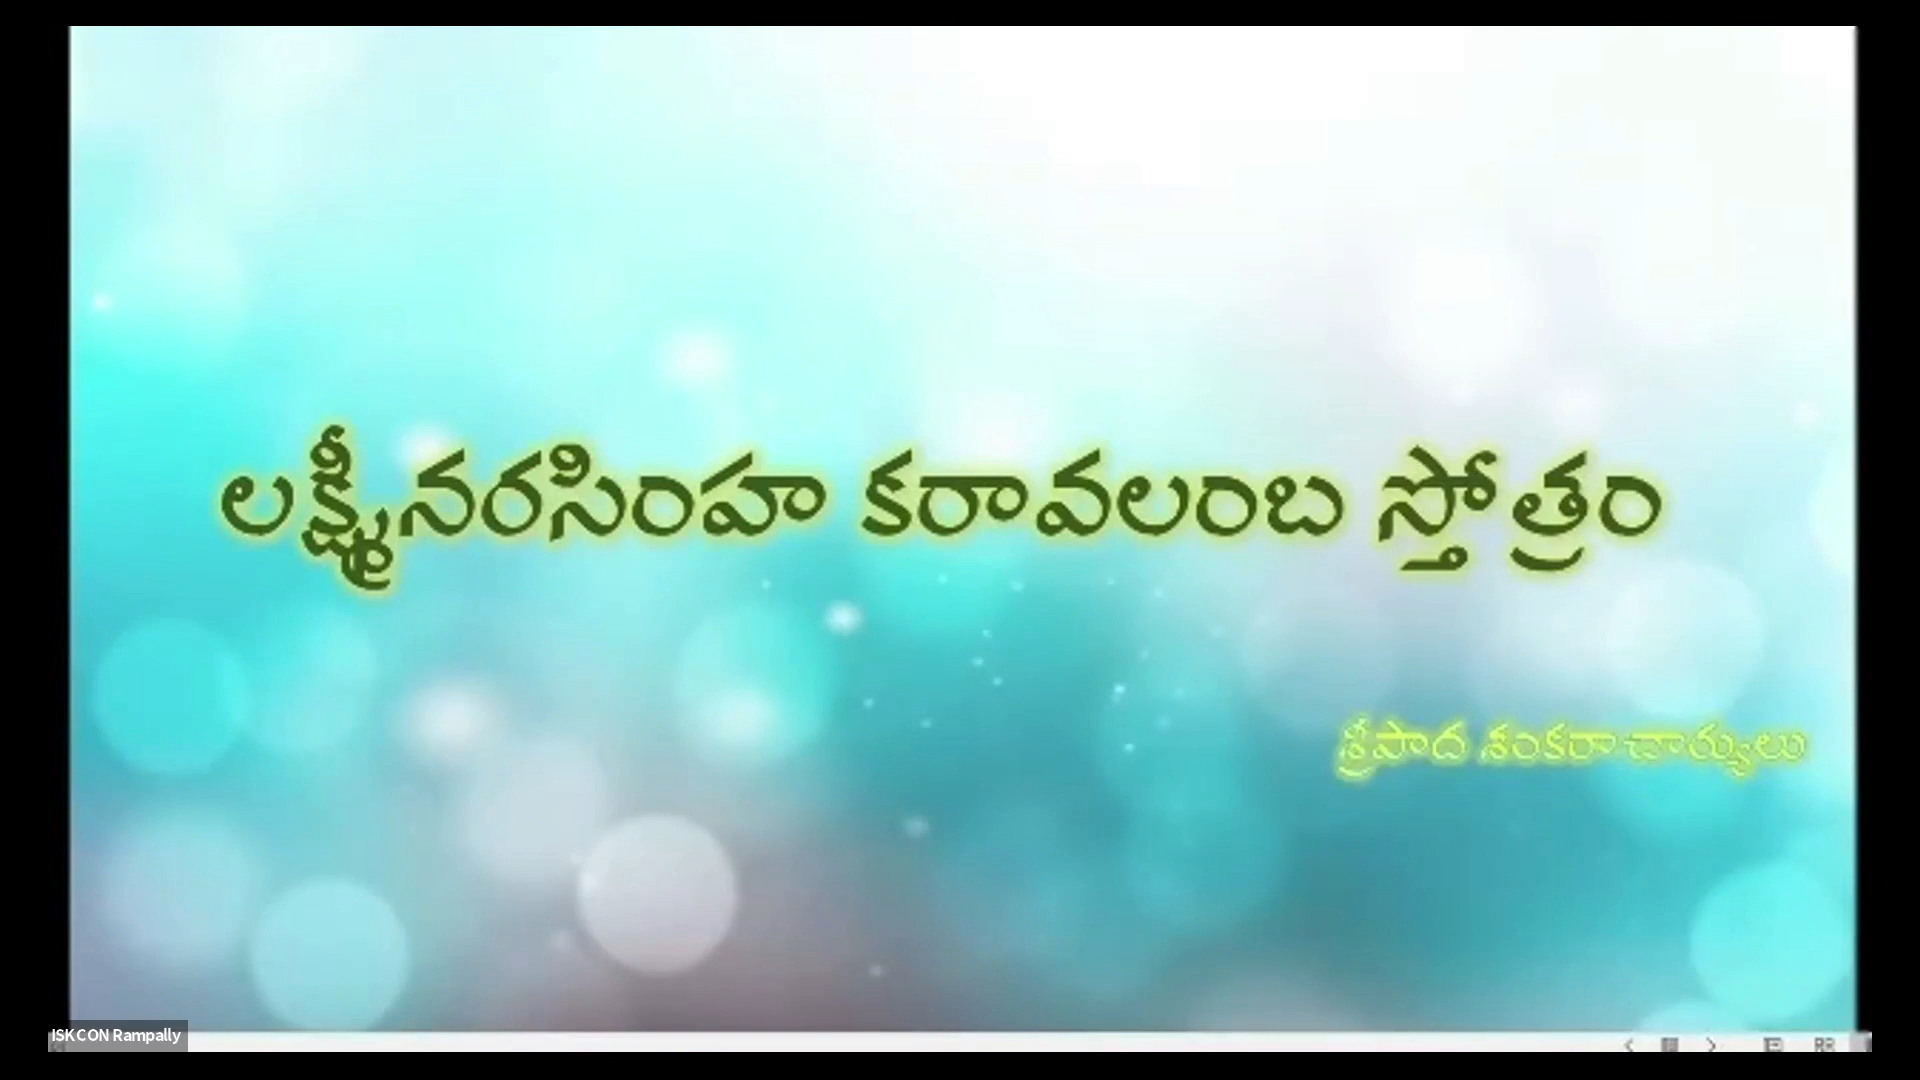 లక్ష్మీనరసింహ కరావలంబ స్తోత్రం
శ్రీపాద శంకరాచార్యులు
ISKCON Rampally